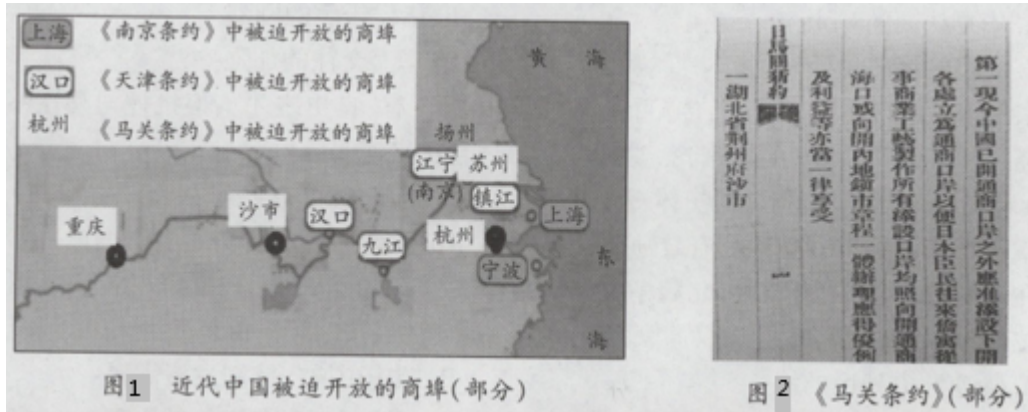 上海 《南京条约》中被迫开放的商埠
汉口 《天津条约》中被迫开放的商埠
杭州 《马关条约》中被迫开放的商埠
黄海
扬州
江宁
(南京)
苏州
镇江
上海
重庆
沙市
汉口
九江
杭州
宁波
东海
图1 近代中国被迫开放的商埠(部分)
第一現今中國已開通商口岸之外應准添設下開
各處立為通商口岸以便日本臣民往來僑寓從
事商業工藝製作所有添設口岸均照向開通商
海口或向開內地鎮市章程一體辦理應得優例
及利益等亦當一律享受
日馬關新約
一
一湖北省荊州府沙市
图2 《马关条约》(部分)